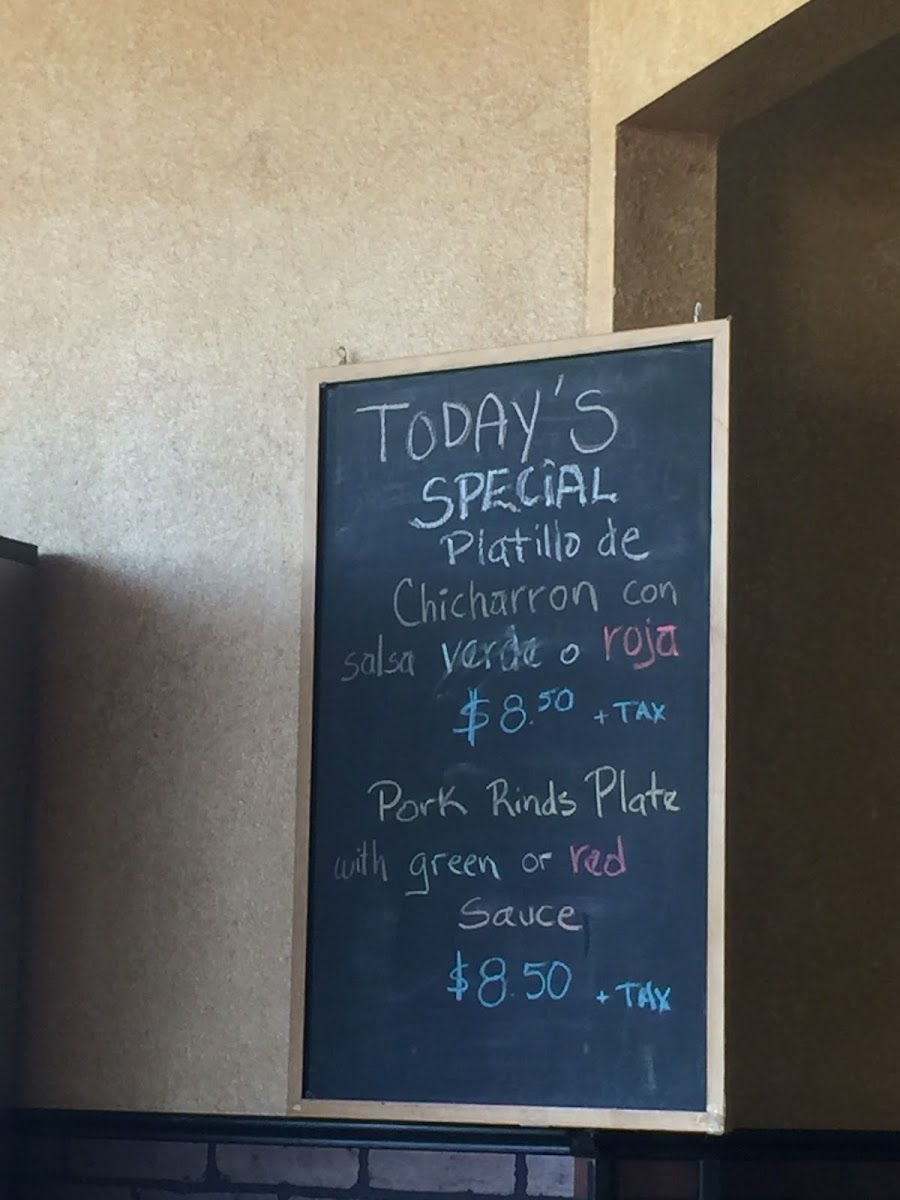 TODAY'S
SPECIAL
Platillo de
Chicharron con
salsa verde o roja
$8.50 + TAX
Pork Rinds Plate
with green or red
Sauce
$8.50 + TAX